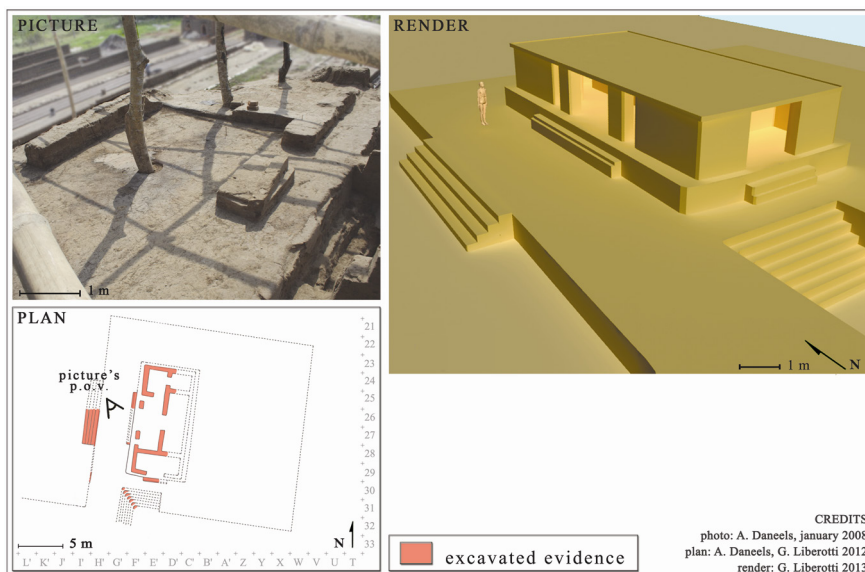 PICTURE
1 m
RENDER
1 m
N
PLAN
picture's
p.o.v.
21
22
23
24
25
26
27
28
29
30
31
32
33
5 m
N
L' K' J' I' H' G' F' E' D' C' B' A' Z Y X W V U T
excavated evidence
CREDITS
photo: A. Daneels, january 2008
plan: A. Daneels, G. Liberotti 2012
render: G. Liberotti 2012